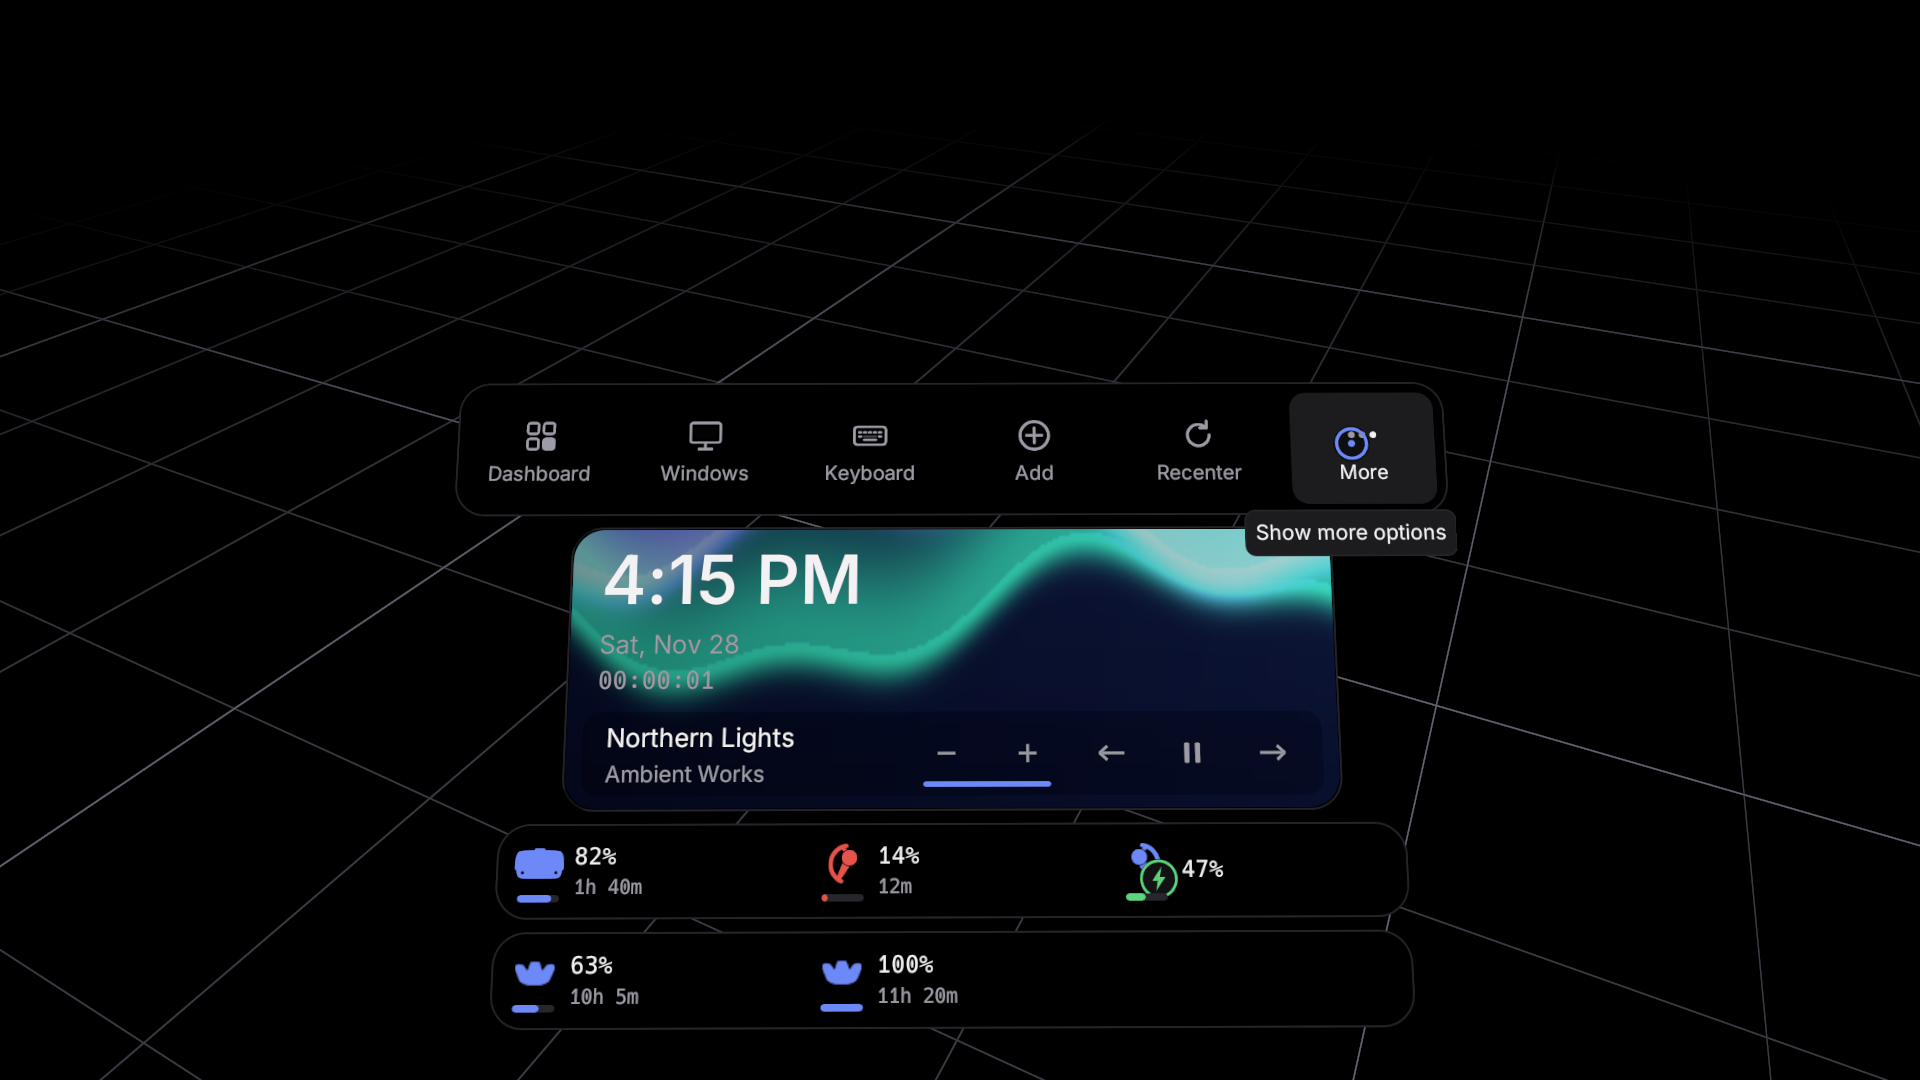 Dashboard
Windows
Keyboard
Add
Recenter
More
Show more options
4:15 PM
Sat, Nov 28
00:00:01
Northern Lights
Ambient Works
82%
1h 40m
14%
12m
47%
63%
10h 5m
100%
11h 20m